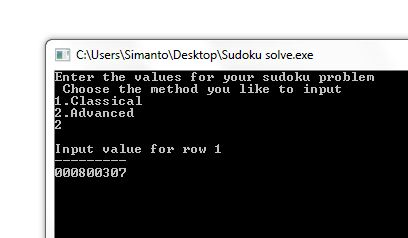 C:\Users\Simanto\Desktop\Sudoku solve.exe
Enter the values for your sudoku problem
Choose the method you like to input
1.Classical
2.Advanced
2
Input value for row 1
---------
000800307